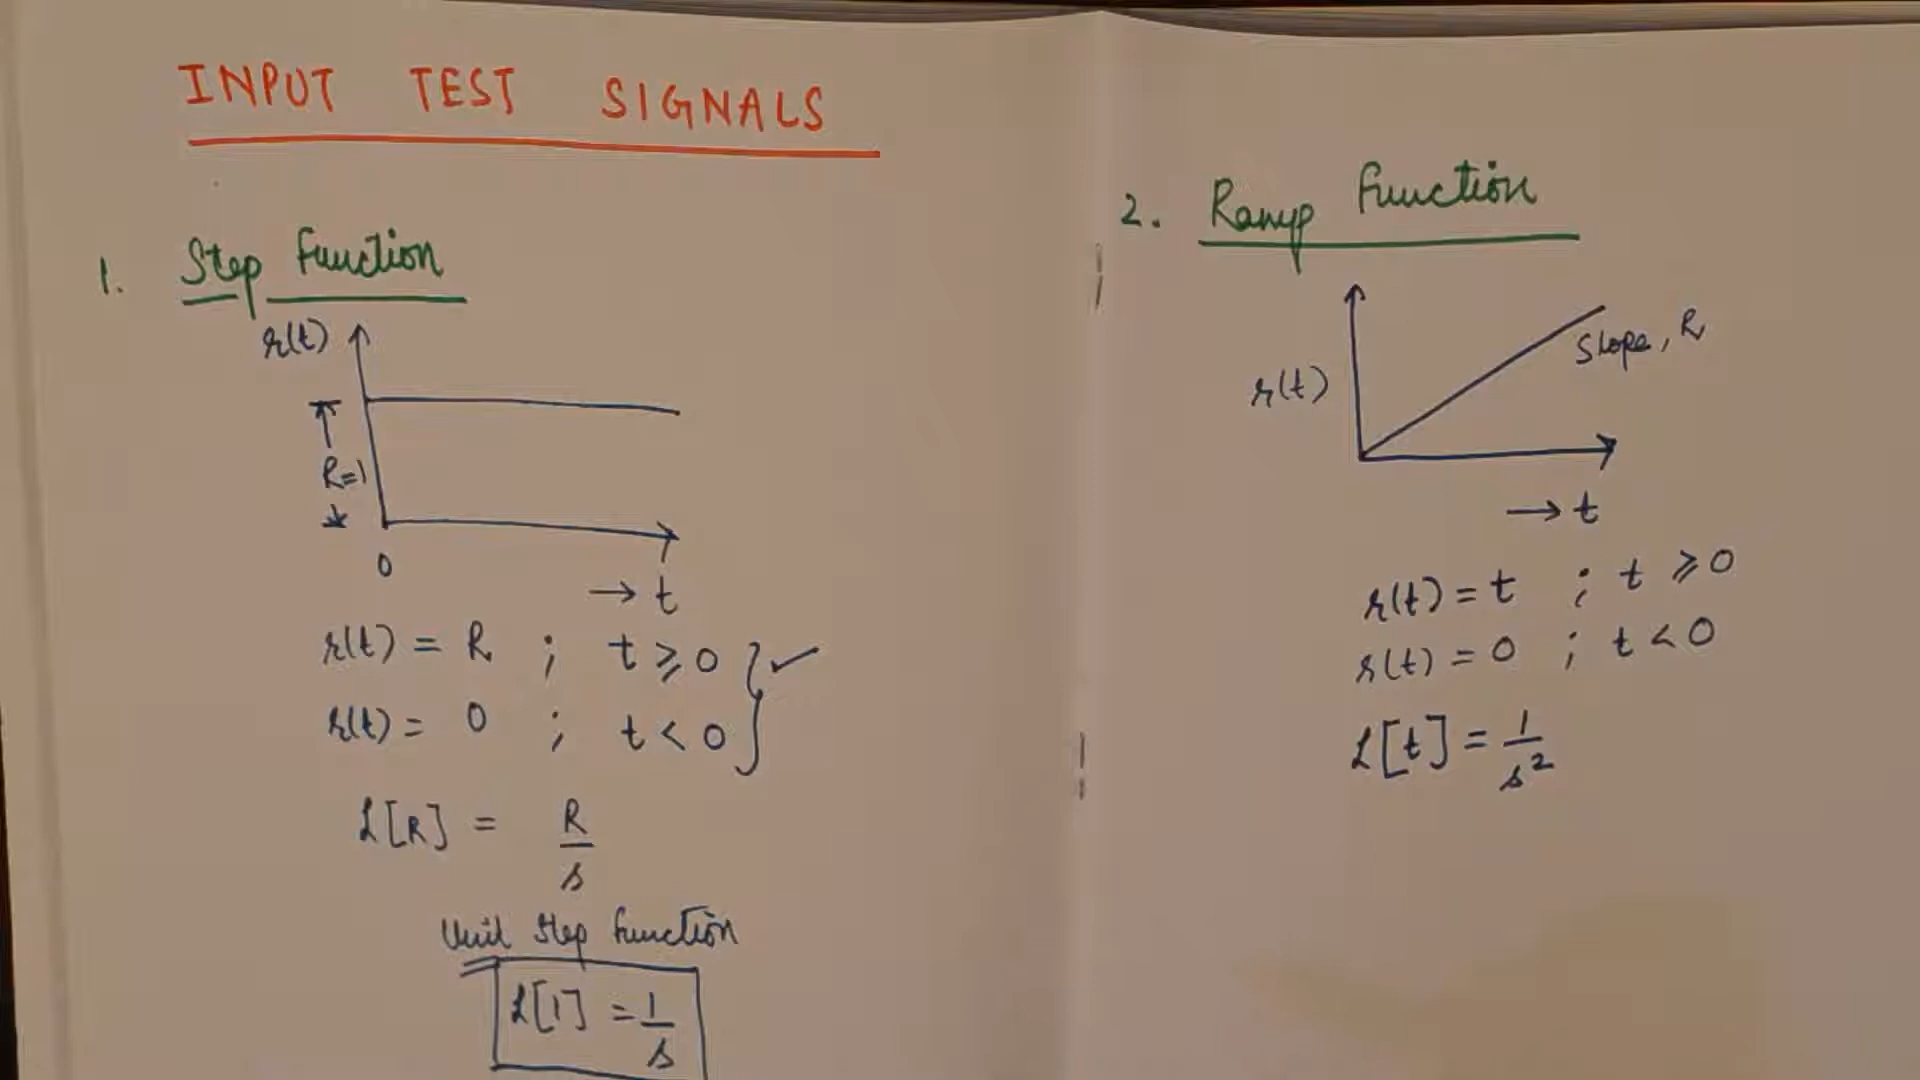 INPUT TEST SIGNALS
1. Step Function
r(t)
R=1
0
→ t
r(t) = R ; t ⩾ 0
r(t) = 0 ; t < 0
L[R] = R/s
Unit Step Function
L[1] = 1/s
2. Ramp Function
Slope, R
r(t)
→ t
r(t) = t ; t ⩾ 0
r(t) = 0 ; t < 0
L[t] = 1/s²